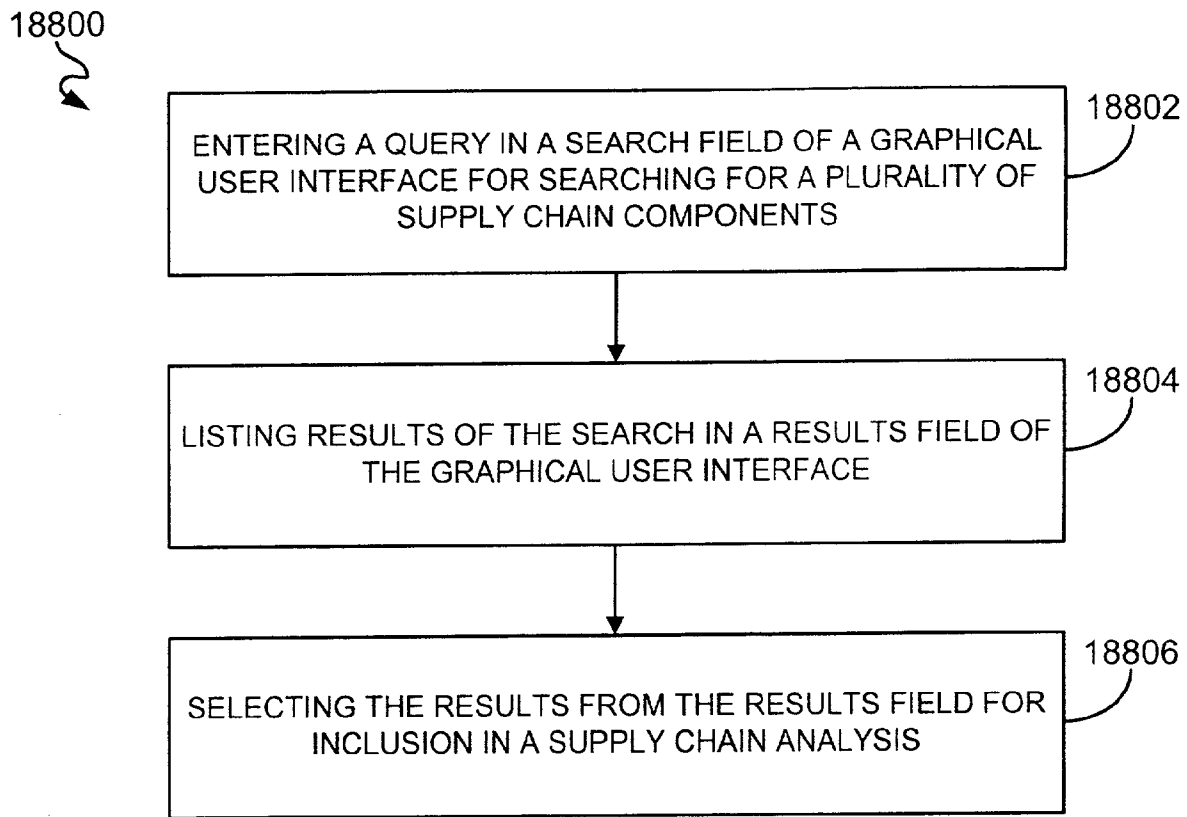 18800
18802
ENTERING A QUERY IN A SEARCH FIELD OF A GRAPHICAL
USER INTERFACE FOR SEARCHING FOR A PLURALITY OF
SUPPLY CHAIN COMPONENTS
18804
LISTING RESULTS OF THE SEARCH IN A RESULTS FIELD OF
THE GRAPHICAL USER INTERFACE
18806
SELECTING THE RESULTS FROM THE RESULTS FIELD FOR
INCLUSION IN A SUPPLY CHAIN ANALYSIS